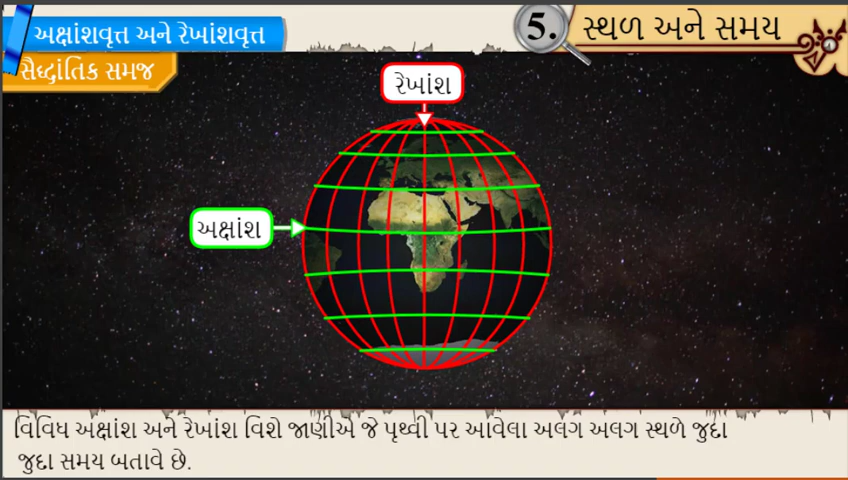 અક્ષાંશવૃત્ત અને રેખાંશવૃત્ત
5. સ્થળ અને સમય
સૈદ્ધાંતિક સમજ
રેખાંશ
અક્ષાંશ
વિવિધ અક્ષાંશ અને રેખાંશ વિશે જાણીએ જે પૃથ્વી પર આવેલા અલગ અલગ સ્થળે જુદા
જુદા સમય બતાવે છે.